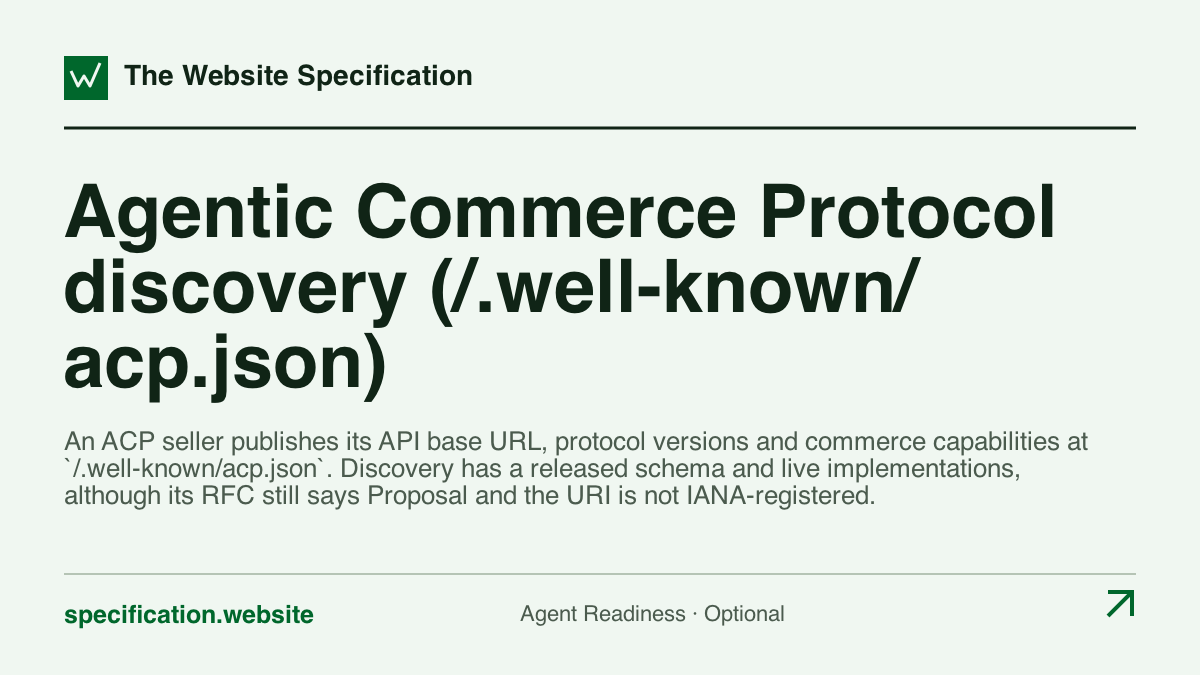 The Website Specification
Agentic Commerce Protocol
discovery (/.well-known/
acp.json)
An ACP seller publishes its API base URL, protocol versions and commerce capabilities at
`/.well-known/acp.json`. Discovery has a released schema and live implementations,
although its RFC still says Proposal and the URI is not IANA-registered.
specification.website
Agent Readiness · Optional